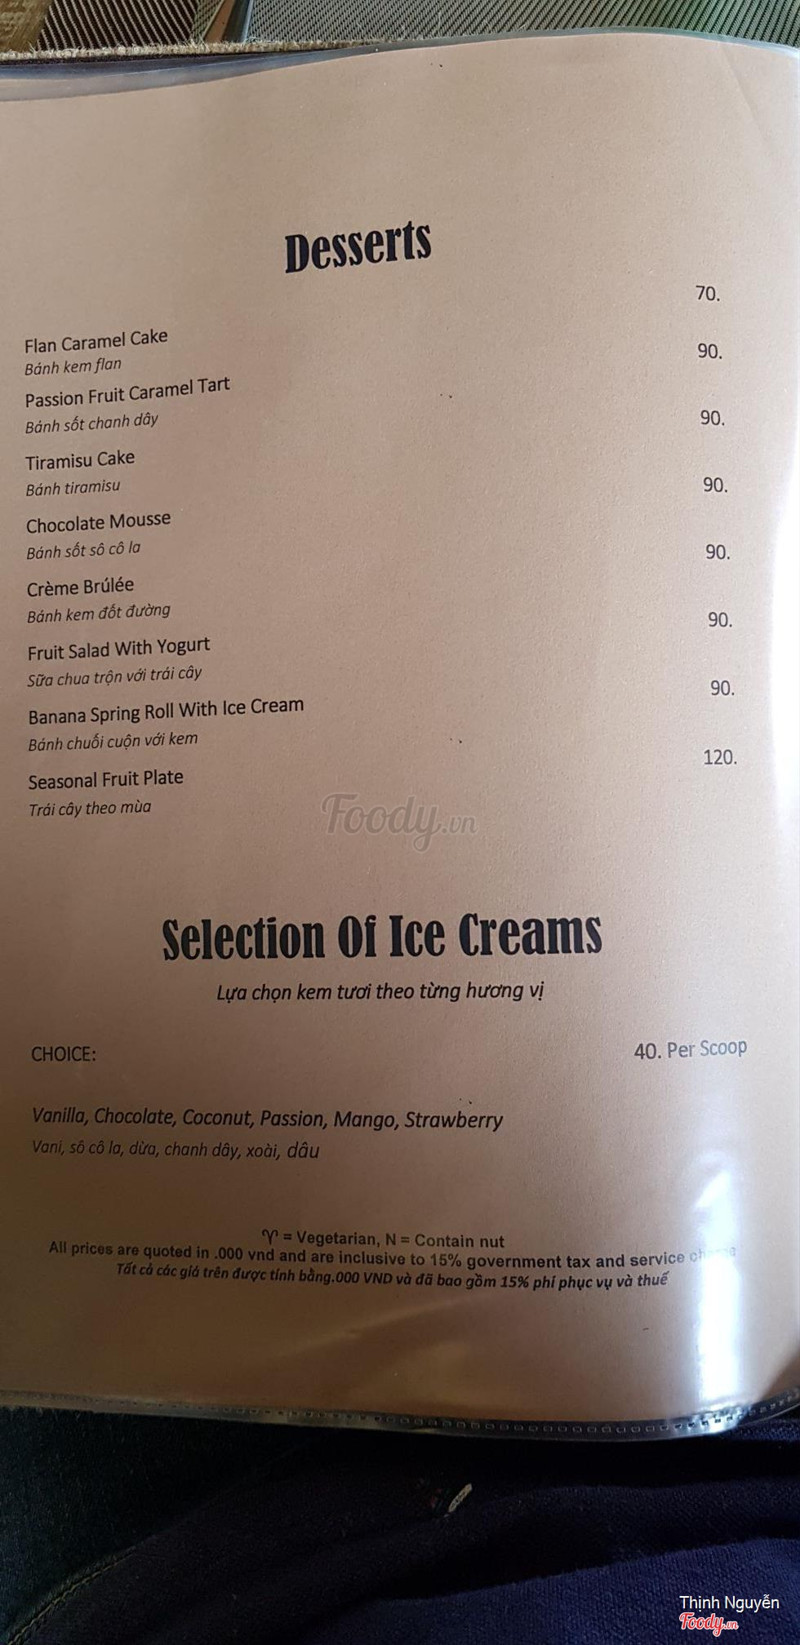 Desserts
Flan Caramel Cake 70.
Bánh kem flan
Passion Fruit Caramel Tart 90.
Bánh sốt chanh dây
Tiramisu Cake 90.
Bánh tiramisu
Chocolate Mousse 90.
Bánh sốt sô cô la
Crème Brúlée 90.
Bánh kem đốt đường
Fruit Salad With Yogurt 90.
Sữa chua trộn với trái cây
Banana Spring Roll With Ice Cream 90.
Bánh chuối cuộn với kem
Seasonal Fruit Plate 120.
Trái cây theo mùa
Foody.vn
Selection Of Ice Creams
Lựa chọn kem tươi theo từng hương vị
CHOICE: 40. Per Scoop
Vanilla, Chocolate, Coconut, Passion, Mango, Strawberry
Vani, sô cô la, dừa, chanh dây, xoài, dâu
♈ = Vegetarian, N = Contain nut
All prices are quoted in .000 vnd and are inclusive to 15% government tax and service charge
Tất cả các giá trên được tính bằng.000 VND và đã bao gồm 15% phí phục vụ và thuế
Thịnh Nguyễn
Foody.vn